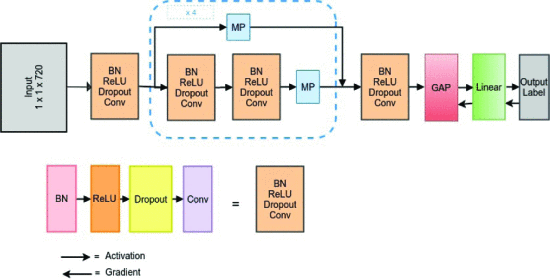 x 4
MP
Input
1 x 1 x 720
BN
ReLU
Dropout
Conv
BN
ReLU
Dropout
Conv
BN
ReLU
Dropout
Conv
MP
BN
ReLU
Dropout
Conv
GAP
Linear
Output
Label
BN
ReLU
Dropout
Conv
=
BN
ReLU
Dropout
Conv
= Activation
= Gradient